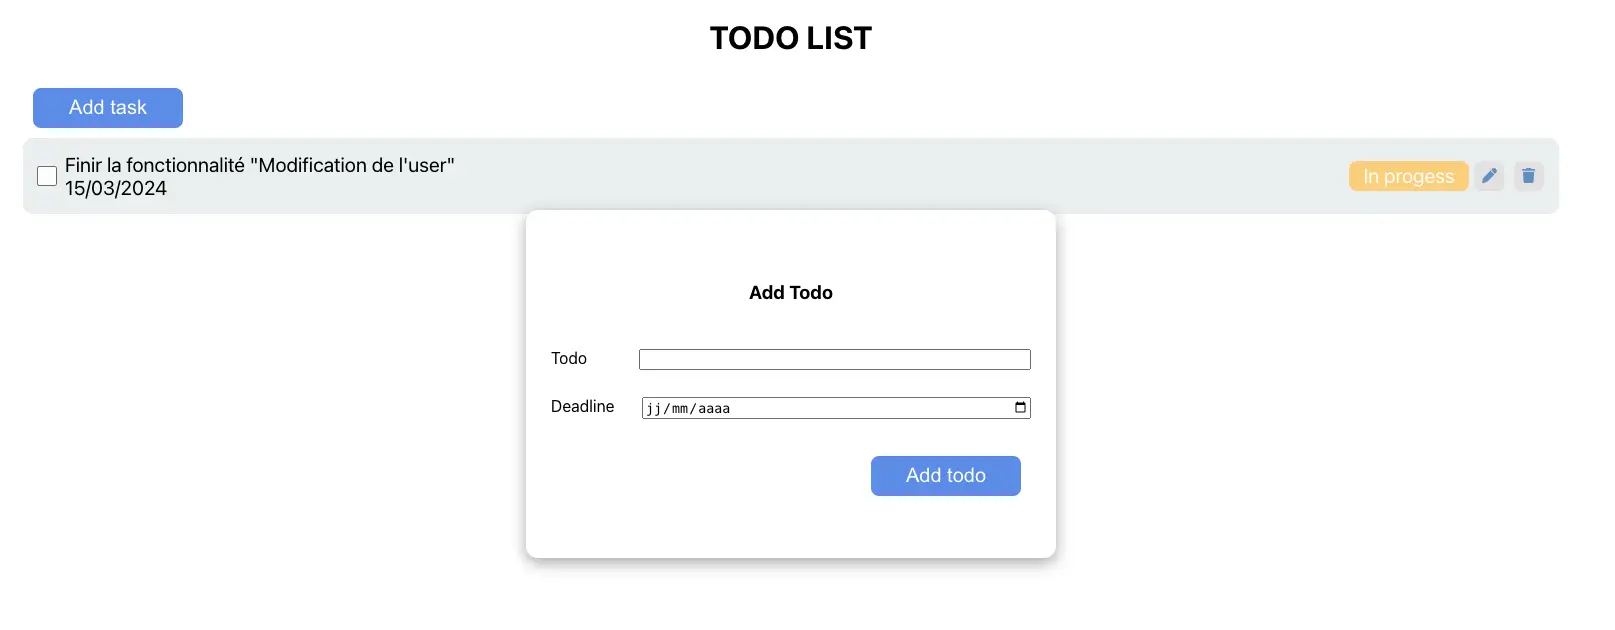 TODO LIST
Add task
Finir la fonctionnalité "Modification de l'user"
15/03/2024
In progess
Add Todo
Todo
Deadline
jj/mm/aaaa
Add todo